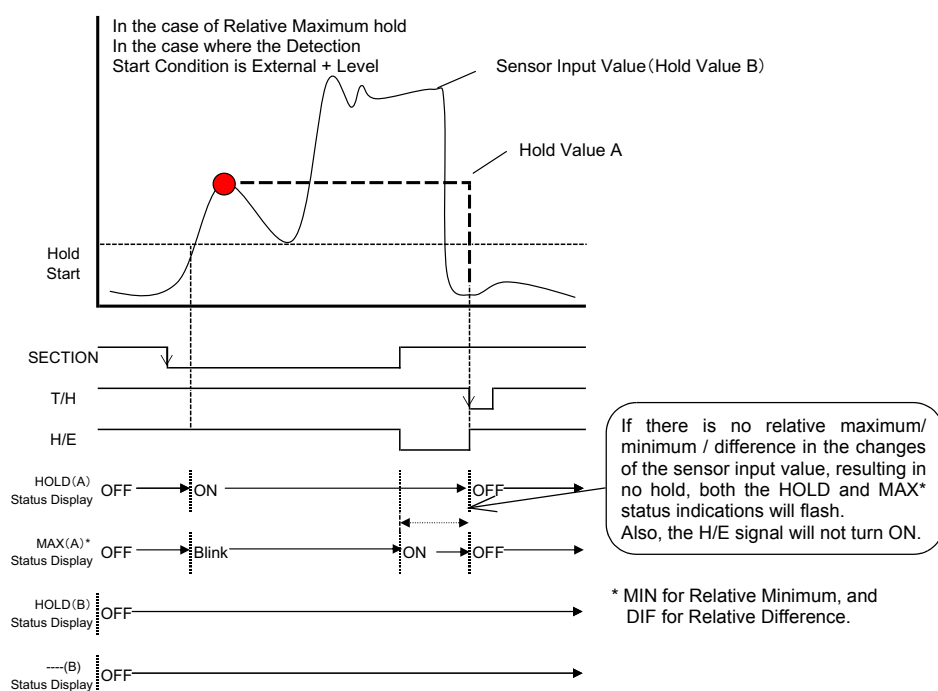 In the case of Relative Maximum hold
In the case where the Detection
Start Condition is External + Level
Sensor Input Value(Hold Value B)
Hold Value A
Hold
Start
SECTION
T/H
H/E
If there is no relative maximum/
minimum / difference in the changes
of the sensor input value, resulting in
no hold, both the HOLD and MAX*
status indications will flash.
Also, the H/E signal will not turn ON.
HOLD(A)
Status Display
OFF
ON
OFF
MAX(A)*
Status Display
OFF
Blink
ON
OFF
HOLD(B)
Status Display
OFF
* MIN for Relative Minimum, and
DIF for Relative Difference.
----(B)
Status Display
OFF